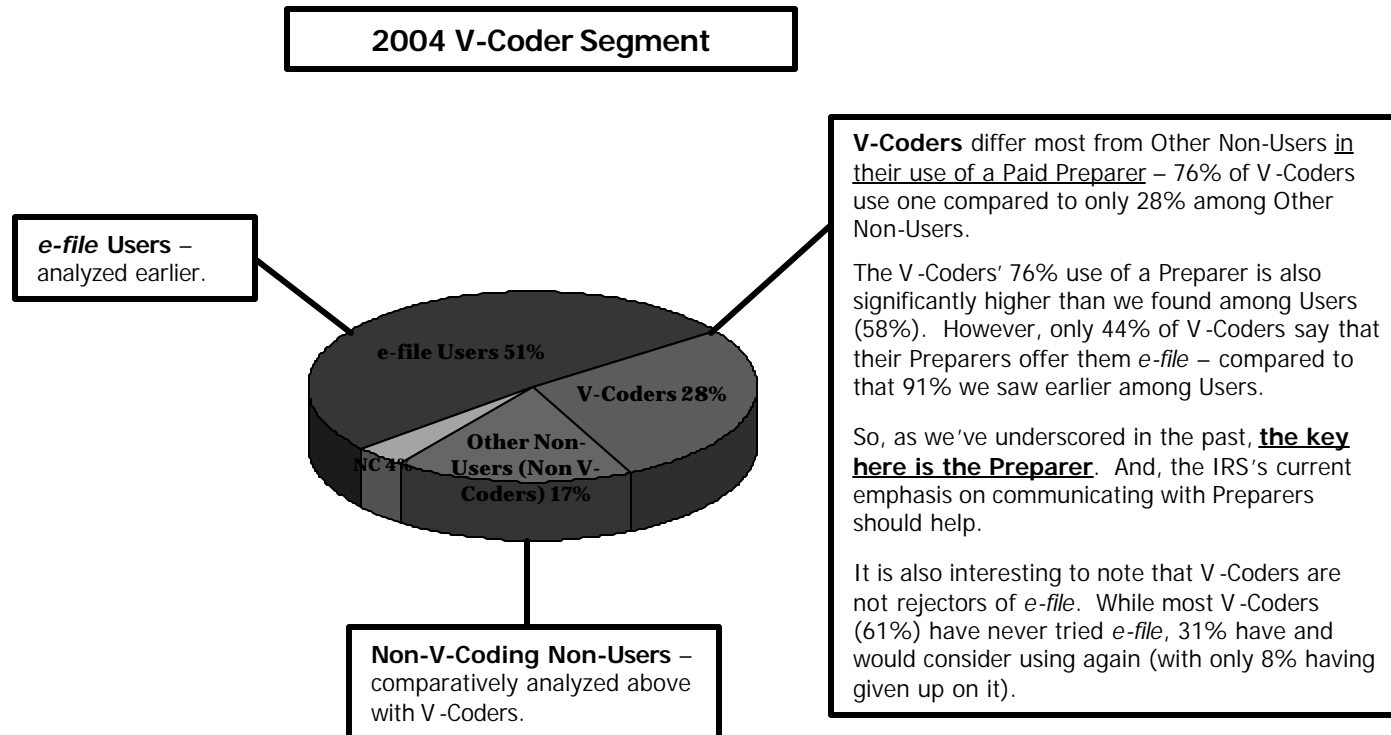 2004 V-Coder Segment
V-Coders differ most from Other Non-Users in
their use of a Paid Preparer – 76% of V-Coders
use one compared to only 28% among Other
Non-Users.
The V-Coders' 76% use of a Preparer is also
significantly higher than we found among Users
(58%). However, only 44% of V-Coders say that
their Preparers offer them e-file – compared to
that 91% we saw earlier among Users.
So, as we've underscored in the past, the key
here is the Preparer. And, the IRS's current
emphasis on communicating with Preparers
should help.
It is also interesting to note that V-Coders are
not rejectors of e-file. While most V-Coders
(61%) have never tried e-file, 31% have and
would consider using again (with only 8% having
given up on it).
e-file Users –
analyzed earlier.
e-file Users 51%
V-Coders 28%
Other Non-
Users (Non V-
Coders) 17%
NC 4%
Non-V-Coding Non-Users –
comparatively analyzed above
with V-Coders.